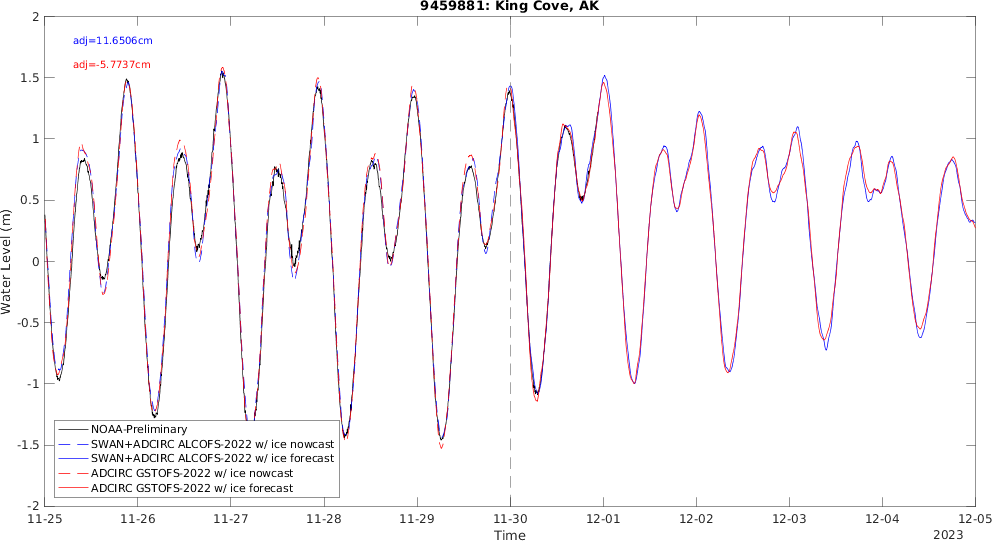 9459881: King Cove, AK
adj=11.6506cm
adj=-5.7737cm
Water Level (m)
2
1.5
1
0.5
0
-0.5
-1
-1.5
-2
NOAA-Preliminary
SWAN+ADCIRC ALCOFS-2022 w/ ice nowcast
SWAN+ADCIRC ALCOFS-2022 w/ ice forecast
ADCIRC GSTOFS-2022 w/ ice nowcast
ADCIRC GSTOFS-2022 w/ ice forecast
11-25 11-26 11-27 11-28 11-29 11-30 12-01 12-02 12-03 12-04 12-05
Time
2023